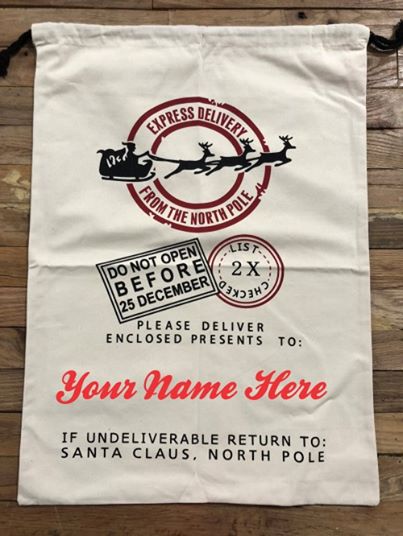 EXPRESS DELIVERY
FROM THE NORTH POLE
DO NOT OPEN
BEFORE
25 DECEMBER
LIST
2X
CHECKED
PLEASE DELIVER
ENCLOSED PRESENTS TO:
Your Name Here
IF UNDELIVERABLE RETURN TO:
SANTA CLAUS, NORTH POLE